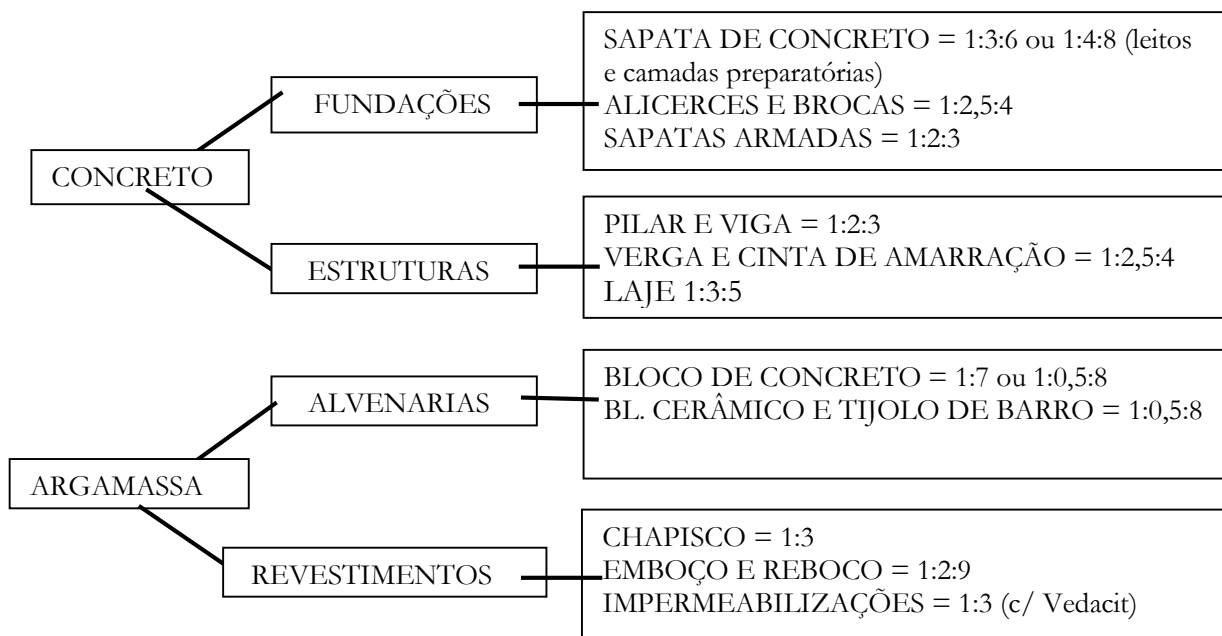 CONCRETO
FUNDAÇÕES
SAPATA DE CONCRETO = 1:3:6 ou 1:4:8 (leitos
e camadas preparatórias)
ALICERCES E BROCAS = 1:2,5:4
SAPATAS ARMADAS = 1:2:3
ESTRUTURAS
PILAR E VIGA = 1:2:3
VERGA E CINTA DE AMARRAÇÃO = 1:2,5:4
LAJE 1:3:5
ARGAMASSA
ALVENARIAS
BLOCO DE CONCRETO = 1:7 ou 1:0,5:8
BL. CERÂMICO E TIJOLO DE BARRO = 1:0,5:8
REVESTIMENTOS
CHAPISCO = 1:3
EMBOÇO E REBOCO = 1:2:9
IMPERMEABILIZAÇÕES = 1:3 (c/ Vedacit)